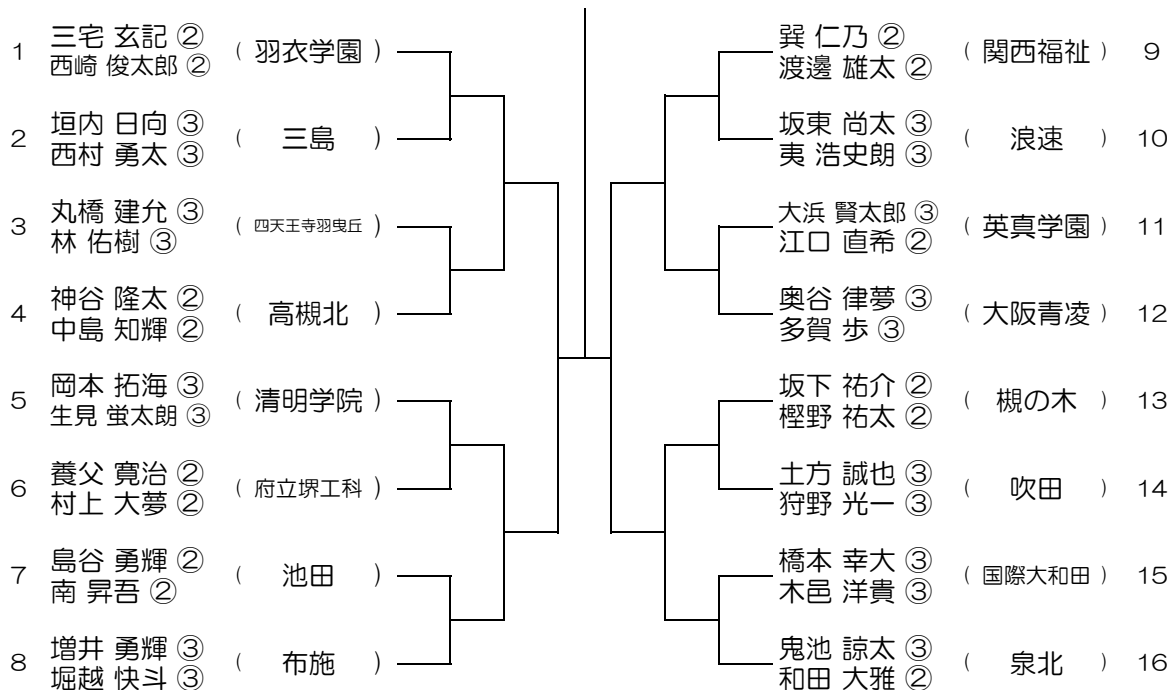 1 三宅 玄記 ② ( 羽衣学園 )
西崎 俊太郎 ②
2 垣内 日向 ③ ( 三島 )
西村 勇太 ③
3 丸橋 建允 ③ ( 四天王寺羽曳丘 )
林 佑樹 ③
4 神谷 隆太 ② ( 高槻北 )
中島 知輝 ②
5 岡本 拓海 ③ ( 清明学院 )
生見 蛍太朗 ③
6 養父 寛治 ② ( 府立堺工科 )
村上 大夢 ②
7 島谷 勇輝 ② ( 池田 )
南 昇吾 ②
8 増井 勇輝 ③ ( 布施 )
堀越 快斗 ③
巽 仁乃 ② ( 関西福祉 ) 9
渡邊 雄太 ②
坂東 尚太 ③ ( 浪速 ) 10
夷 浩史朗 ③
大浜 賢太郎 ③ ( 英真学園 ) 11
江口 直希 ②
奥谷 律夢 ③ ( 大阪青凌 ) 12
多賀 歩 ③
坂下 祐介 ② ( 槻の木 ) 13
樫野 祐太 ②
土方 誠也 ③ ( 吹田 ) 14
狩野 光一 ③
橋本 幸大 ③ ( 国際大和田 ) 15
木邑 洋貴 ③
鬼池 諒太 ③ ( 泉北 ) 16
和田 大雅 ②